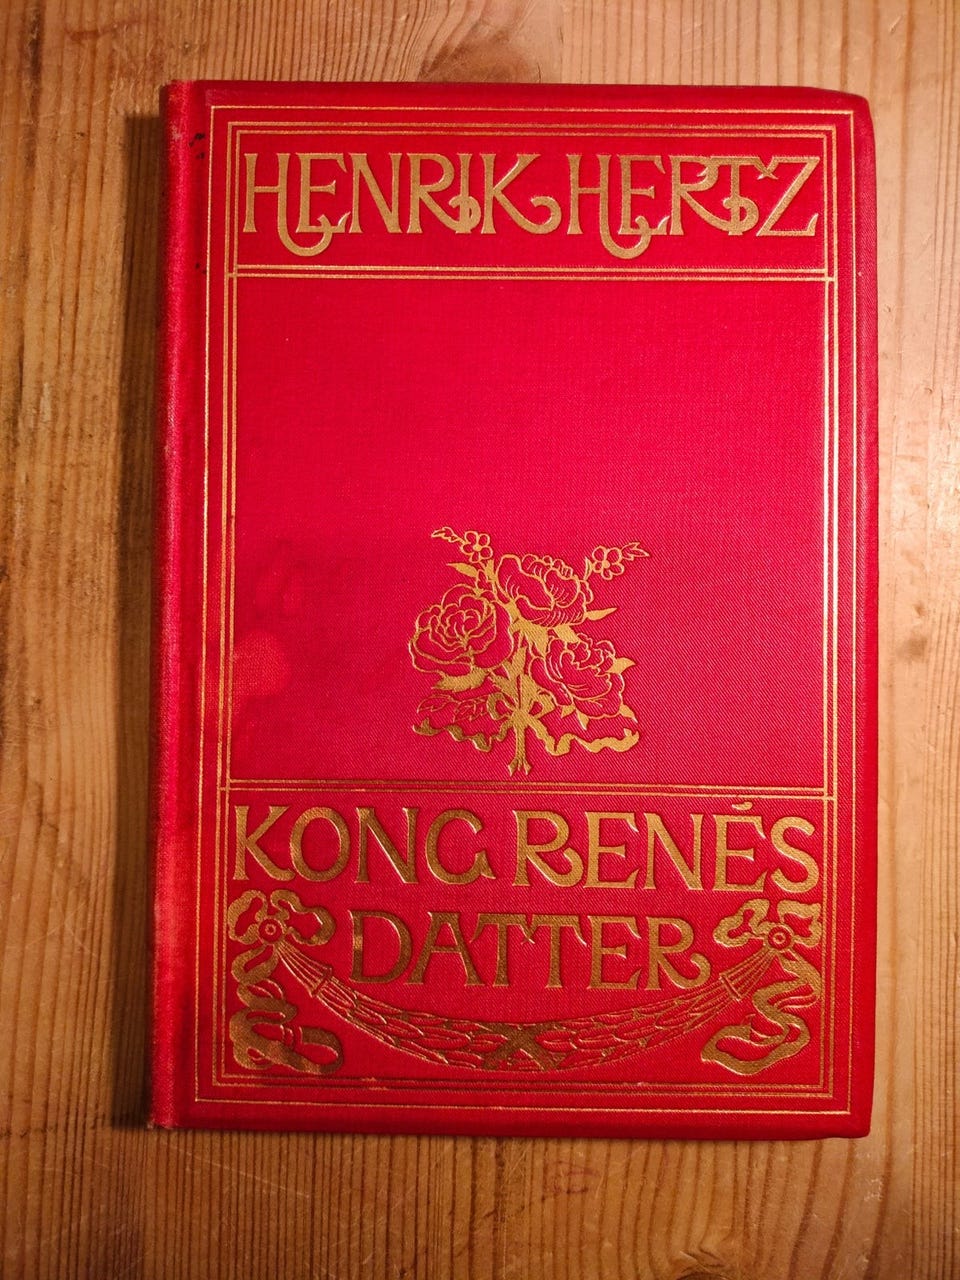 HENRIK HERTZ
KONG RENÉS
DATTER